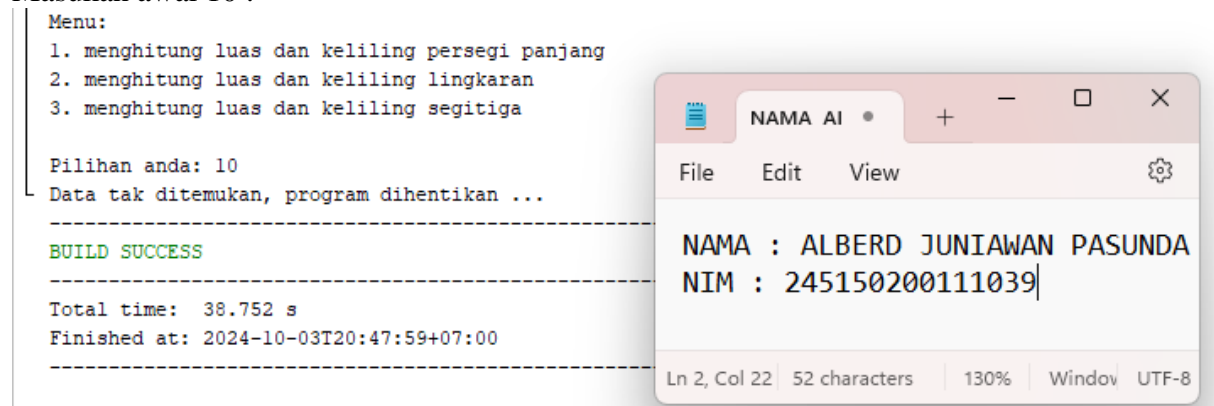 Menu:
1. menghitung luas dan keliling persegi panjang
2. menghitung luas dan keliling lingkaran
3. menghitung luas dan keliling segitiga
Pilihan anda: 10
Data tak ditemukan, program dihentikan ...
------------------------------------------------
BUILD SUCCESS
------------------------------------------------
Total time:  38.752 s
Finished at: 2024-10-03T20:47:59+07:00
------------------------------------------------
NAMA AI
File Edit View
NAMA : ALBERD JUNIAWAN PASUNDA
NIM : 245150200111039
Ln 2, Col 22 52 characters 130% Window UTF-8